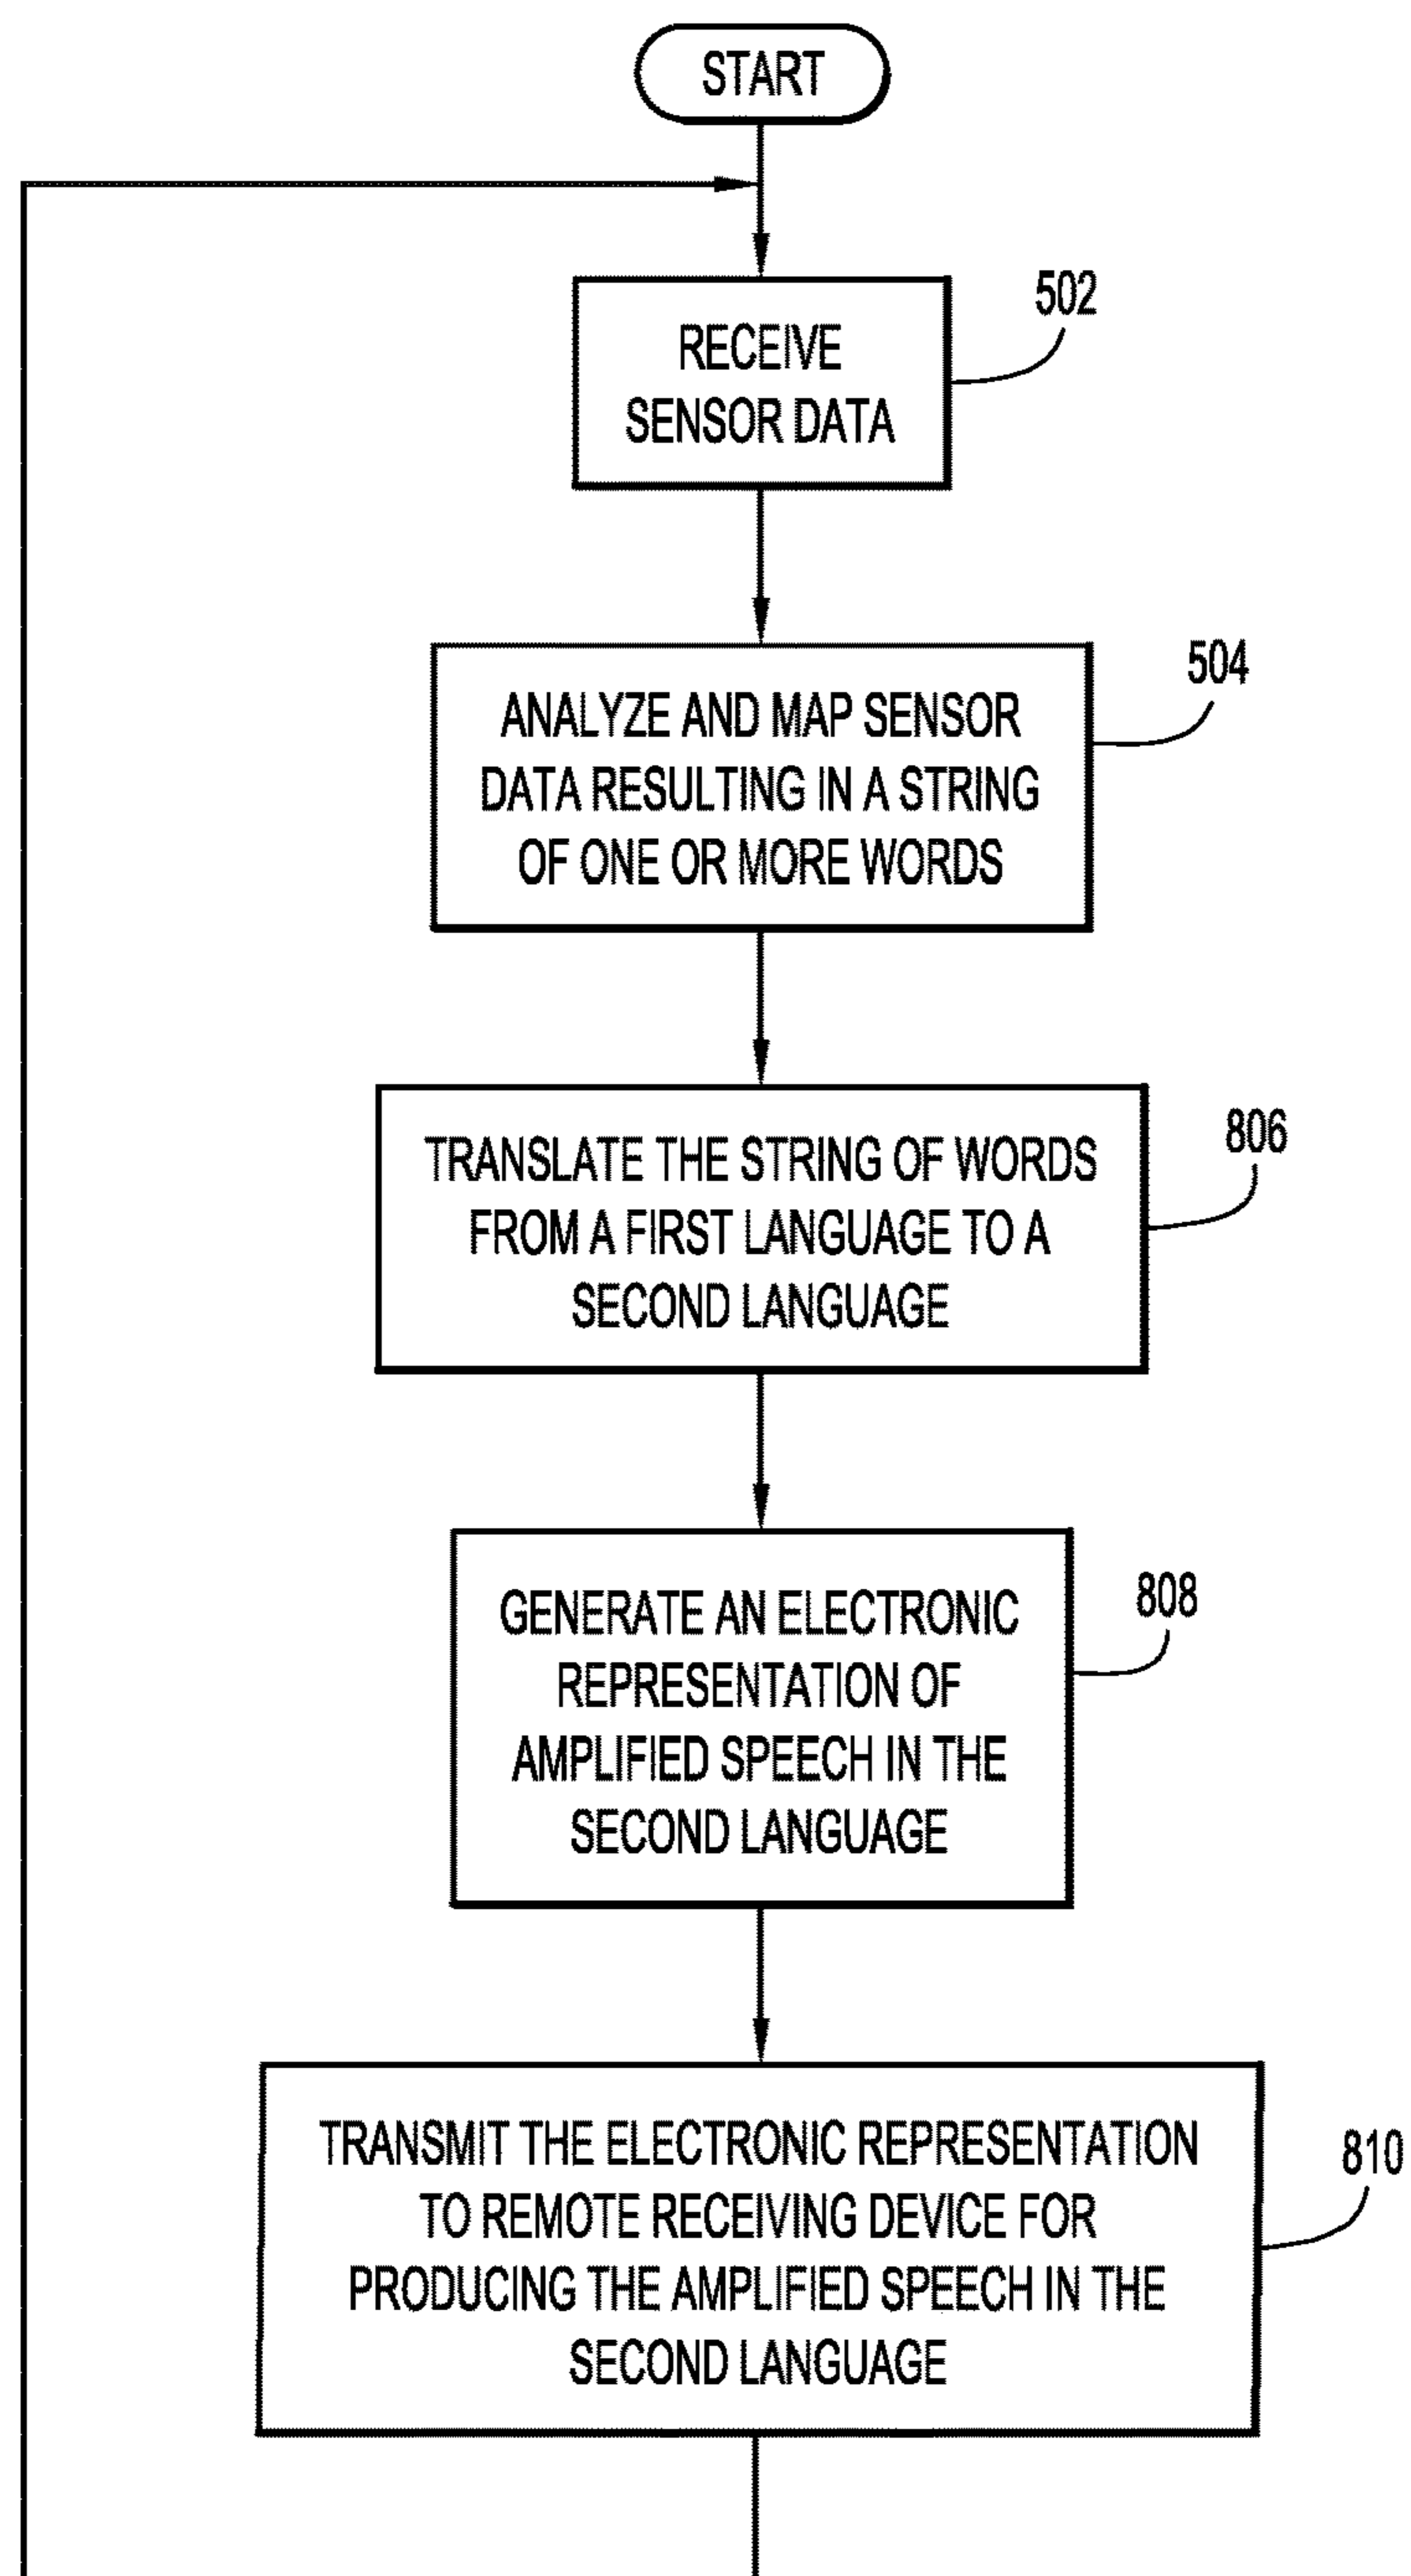 START
502
RECEIVE
SENSOR DATA
504
ANALYZE AND MAP SENSOR
DATA RESULTING IN A STRING
OF ONE OR MORE WORDS
806
TRANSLATE THE STRING OF WORDS
FROM A FIRST LANGUAGE TO A
SECOND LANGUAGE
808
GENERATE AN ELECTRONIC
REPRESENTATION OF
AMPLIFIED SPEECH IN THE
SECOND LANGUAGE
810
TRANSMIT THE ELECTRONIC REPRESENTATION
TO REMOTE RECEIVING DEVICE FOR
PRODUCING THE AMPLIFIED SPEECH IN THE
SECOND LANGUAGE